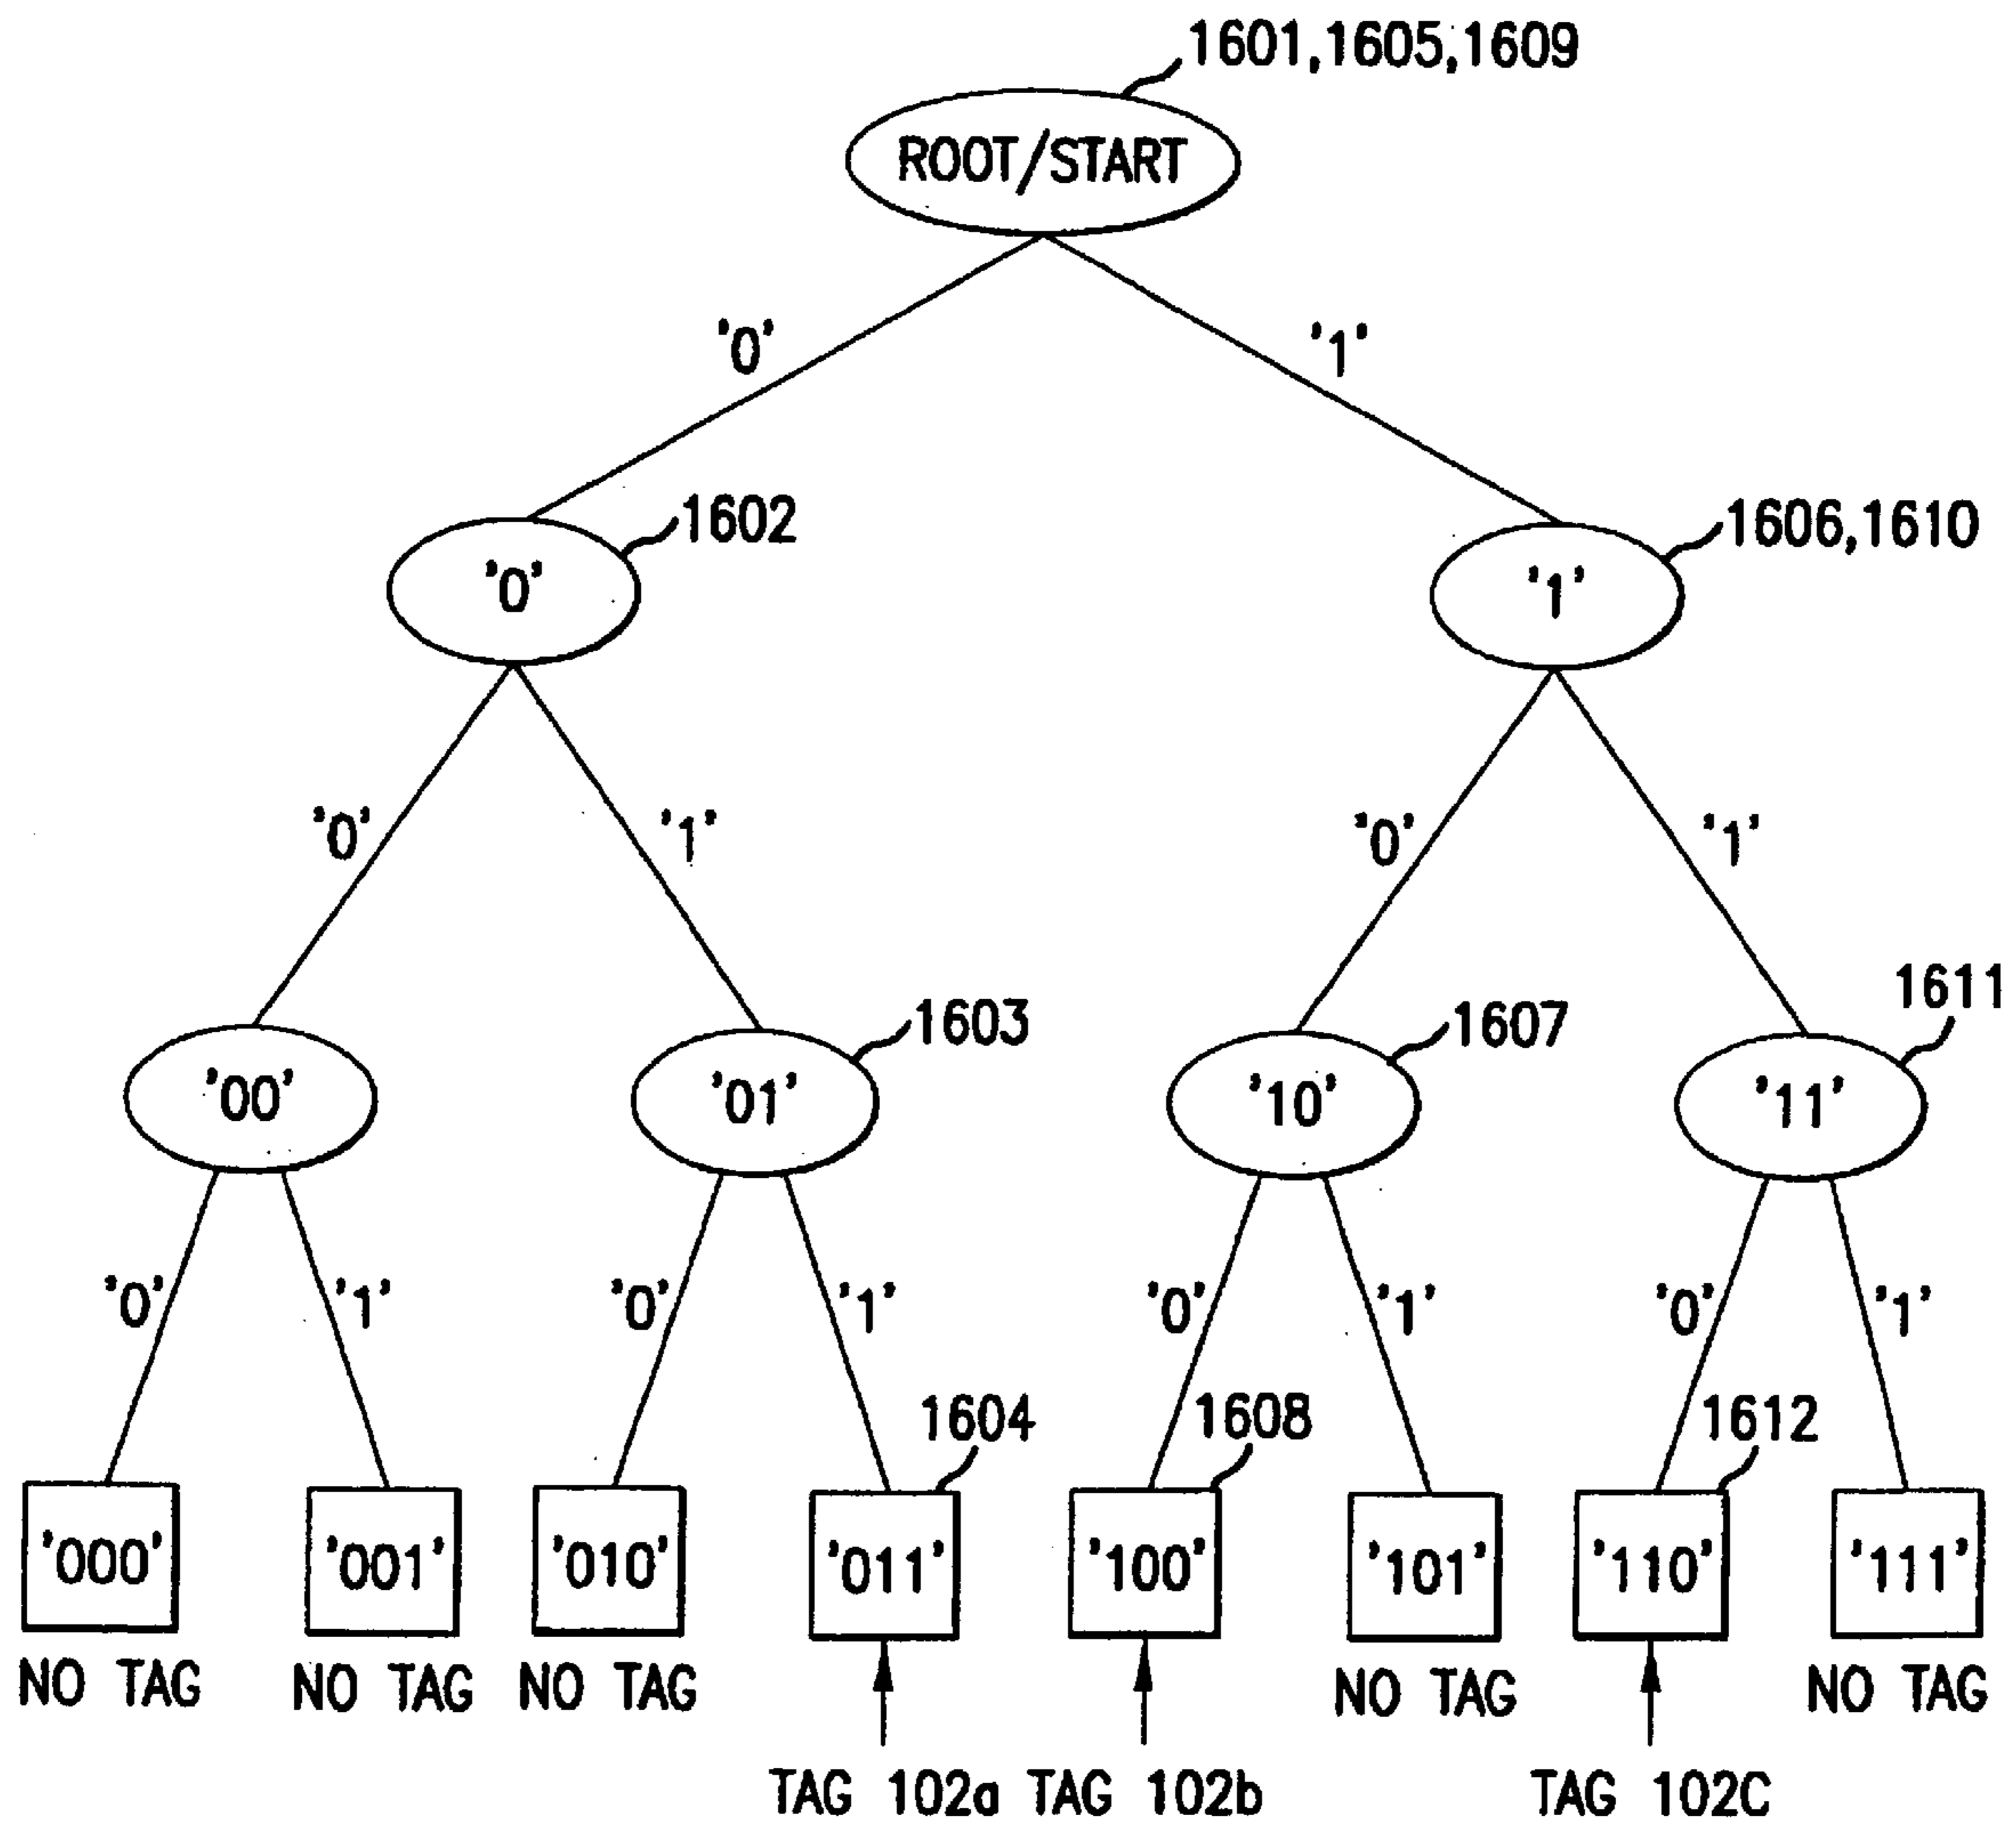 1601,1605,1609
ROOT/START
'0' '1'
1602 1606,1610
'0' '1'
'0' '1' '0' '1'
1603 1607 1611
'00' '01' '10' '11'
'0' '1' '0' '1' '0' '1' '0' '1'
1604 1608 1612
'000' '001' '010' '011' '100' '101' '110' '111'
NO TAG NO TAG NO TAG NO TAG NO TAG
TAG 102a TAG 102b TAG 102C